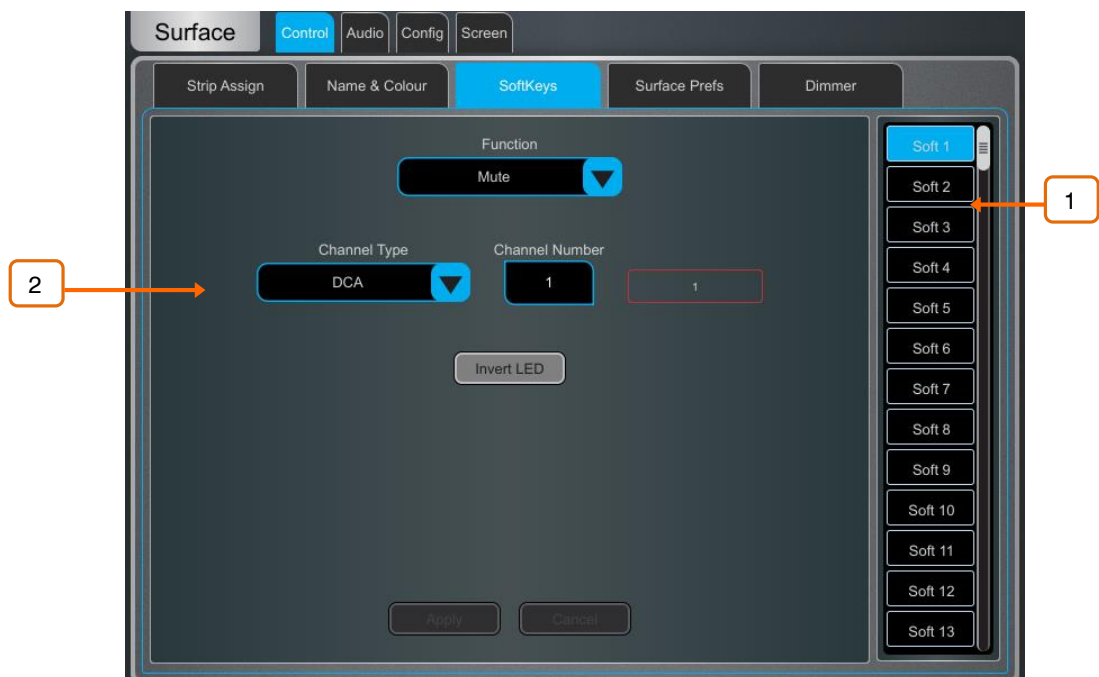 Surface Control Audio Config Screen
Strip Assign Name & Colour SoftKeys Surface Prefs Dimmer
Function
Mute
Channel Type Channel Number
DCA 1 1
Invert LED
Apply Cancel
Soft 1
Soft 2
Soft 3
Soft 4
Soft 5
Soft 6
Soft 7
Soft 8
Soft 9
Soft 10
Soft 11
Soft 12
Soft 13
1
2